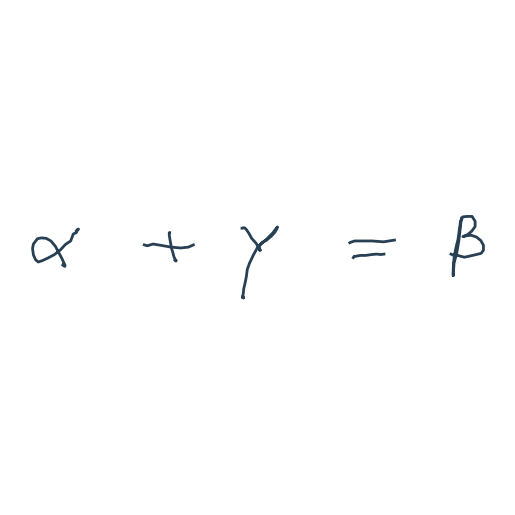 α + γ = β